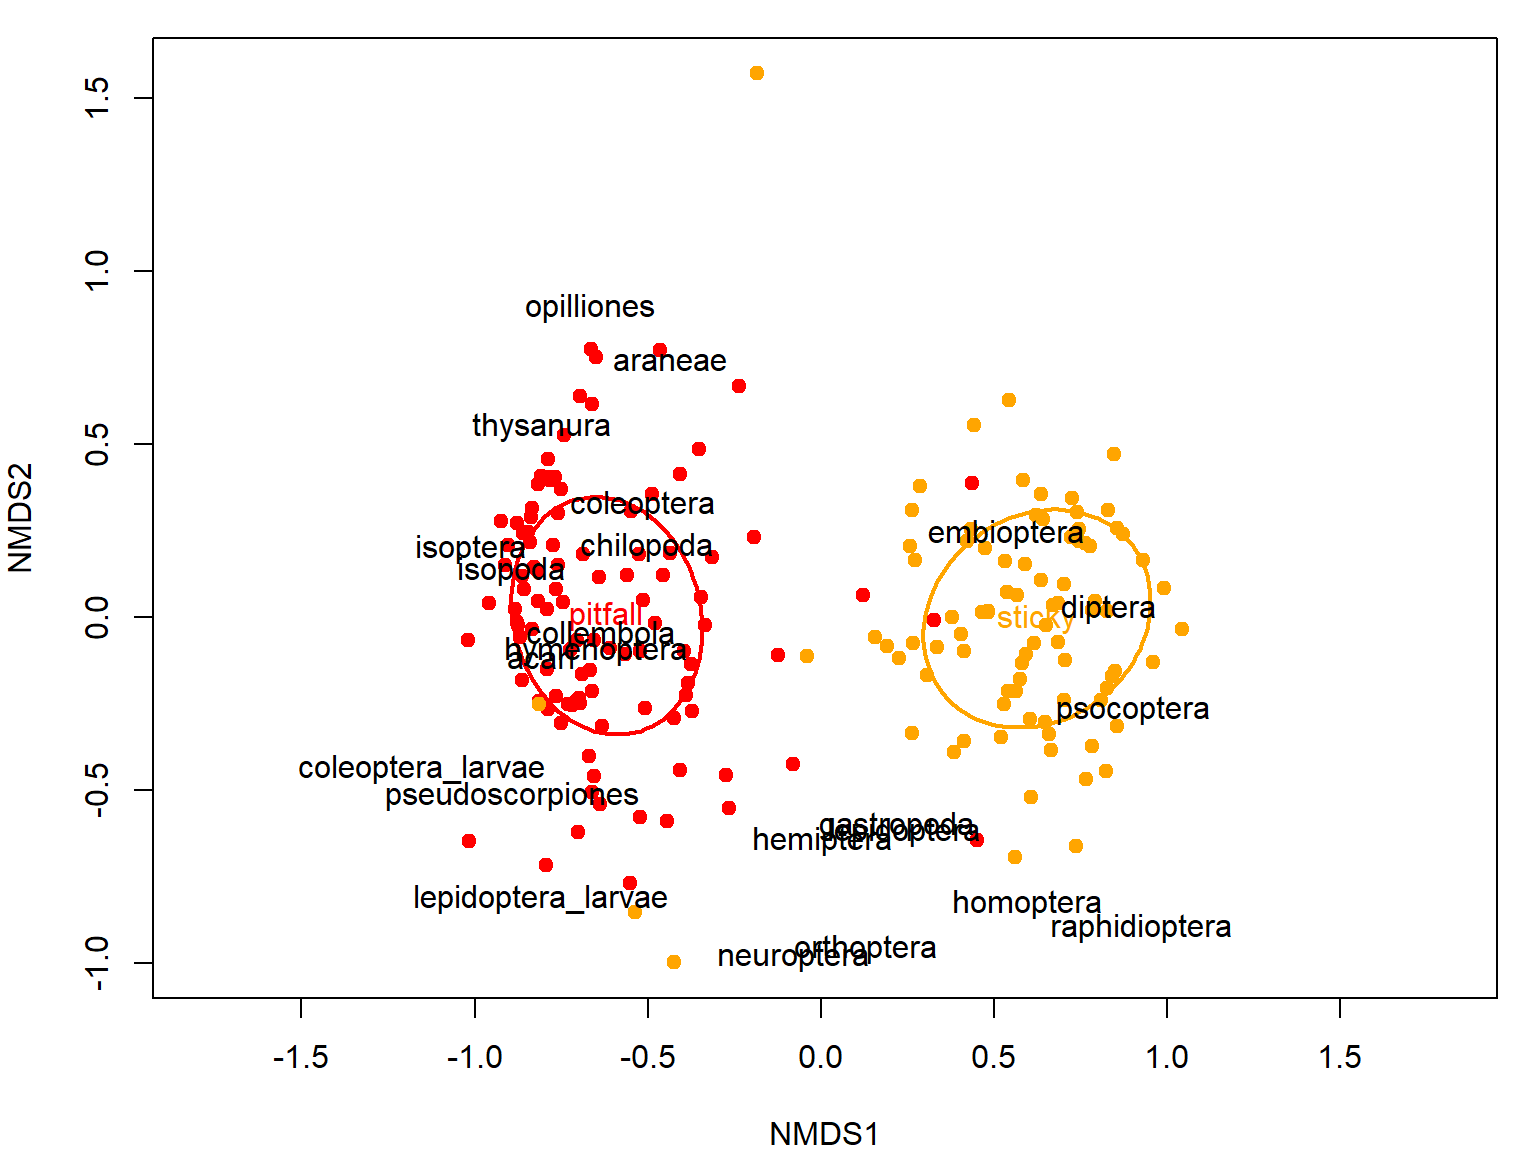 1.5
1.0
0.5
0.0
-0.5
-1.0
NMDS2
opilliones
araneae
thysanura
coleoptera
embioptera
isoptera
chilopoda
isopoda
diptera
pitfall
sticky
collembola
hymenoptera
acari
psocoptera
coleoptera_larvae
pseudoscorpiones
gastropoda
lepidoptera
hemiptera
lepidoptera_larvae
homoptera
raphidioptera
orthoptera
neuroptera
-1.5 -1.0 -0.5 0.0 0.5 1.0 1.5
NMDS1